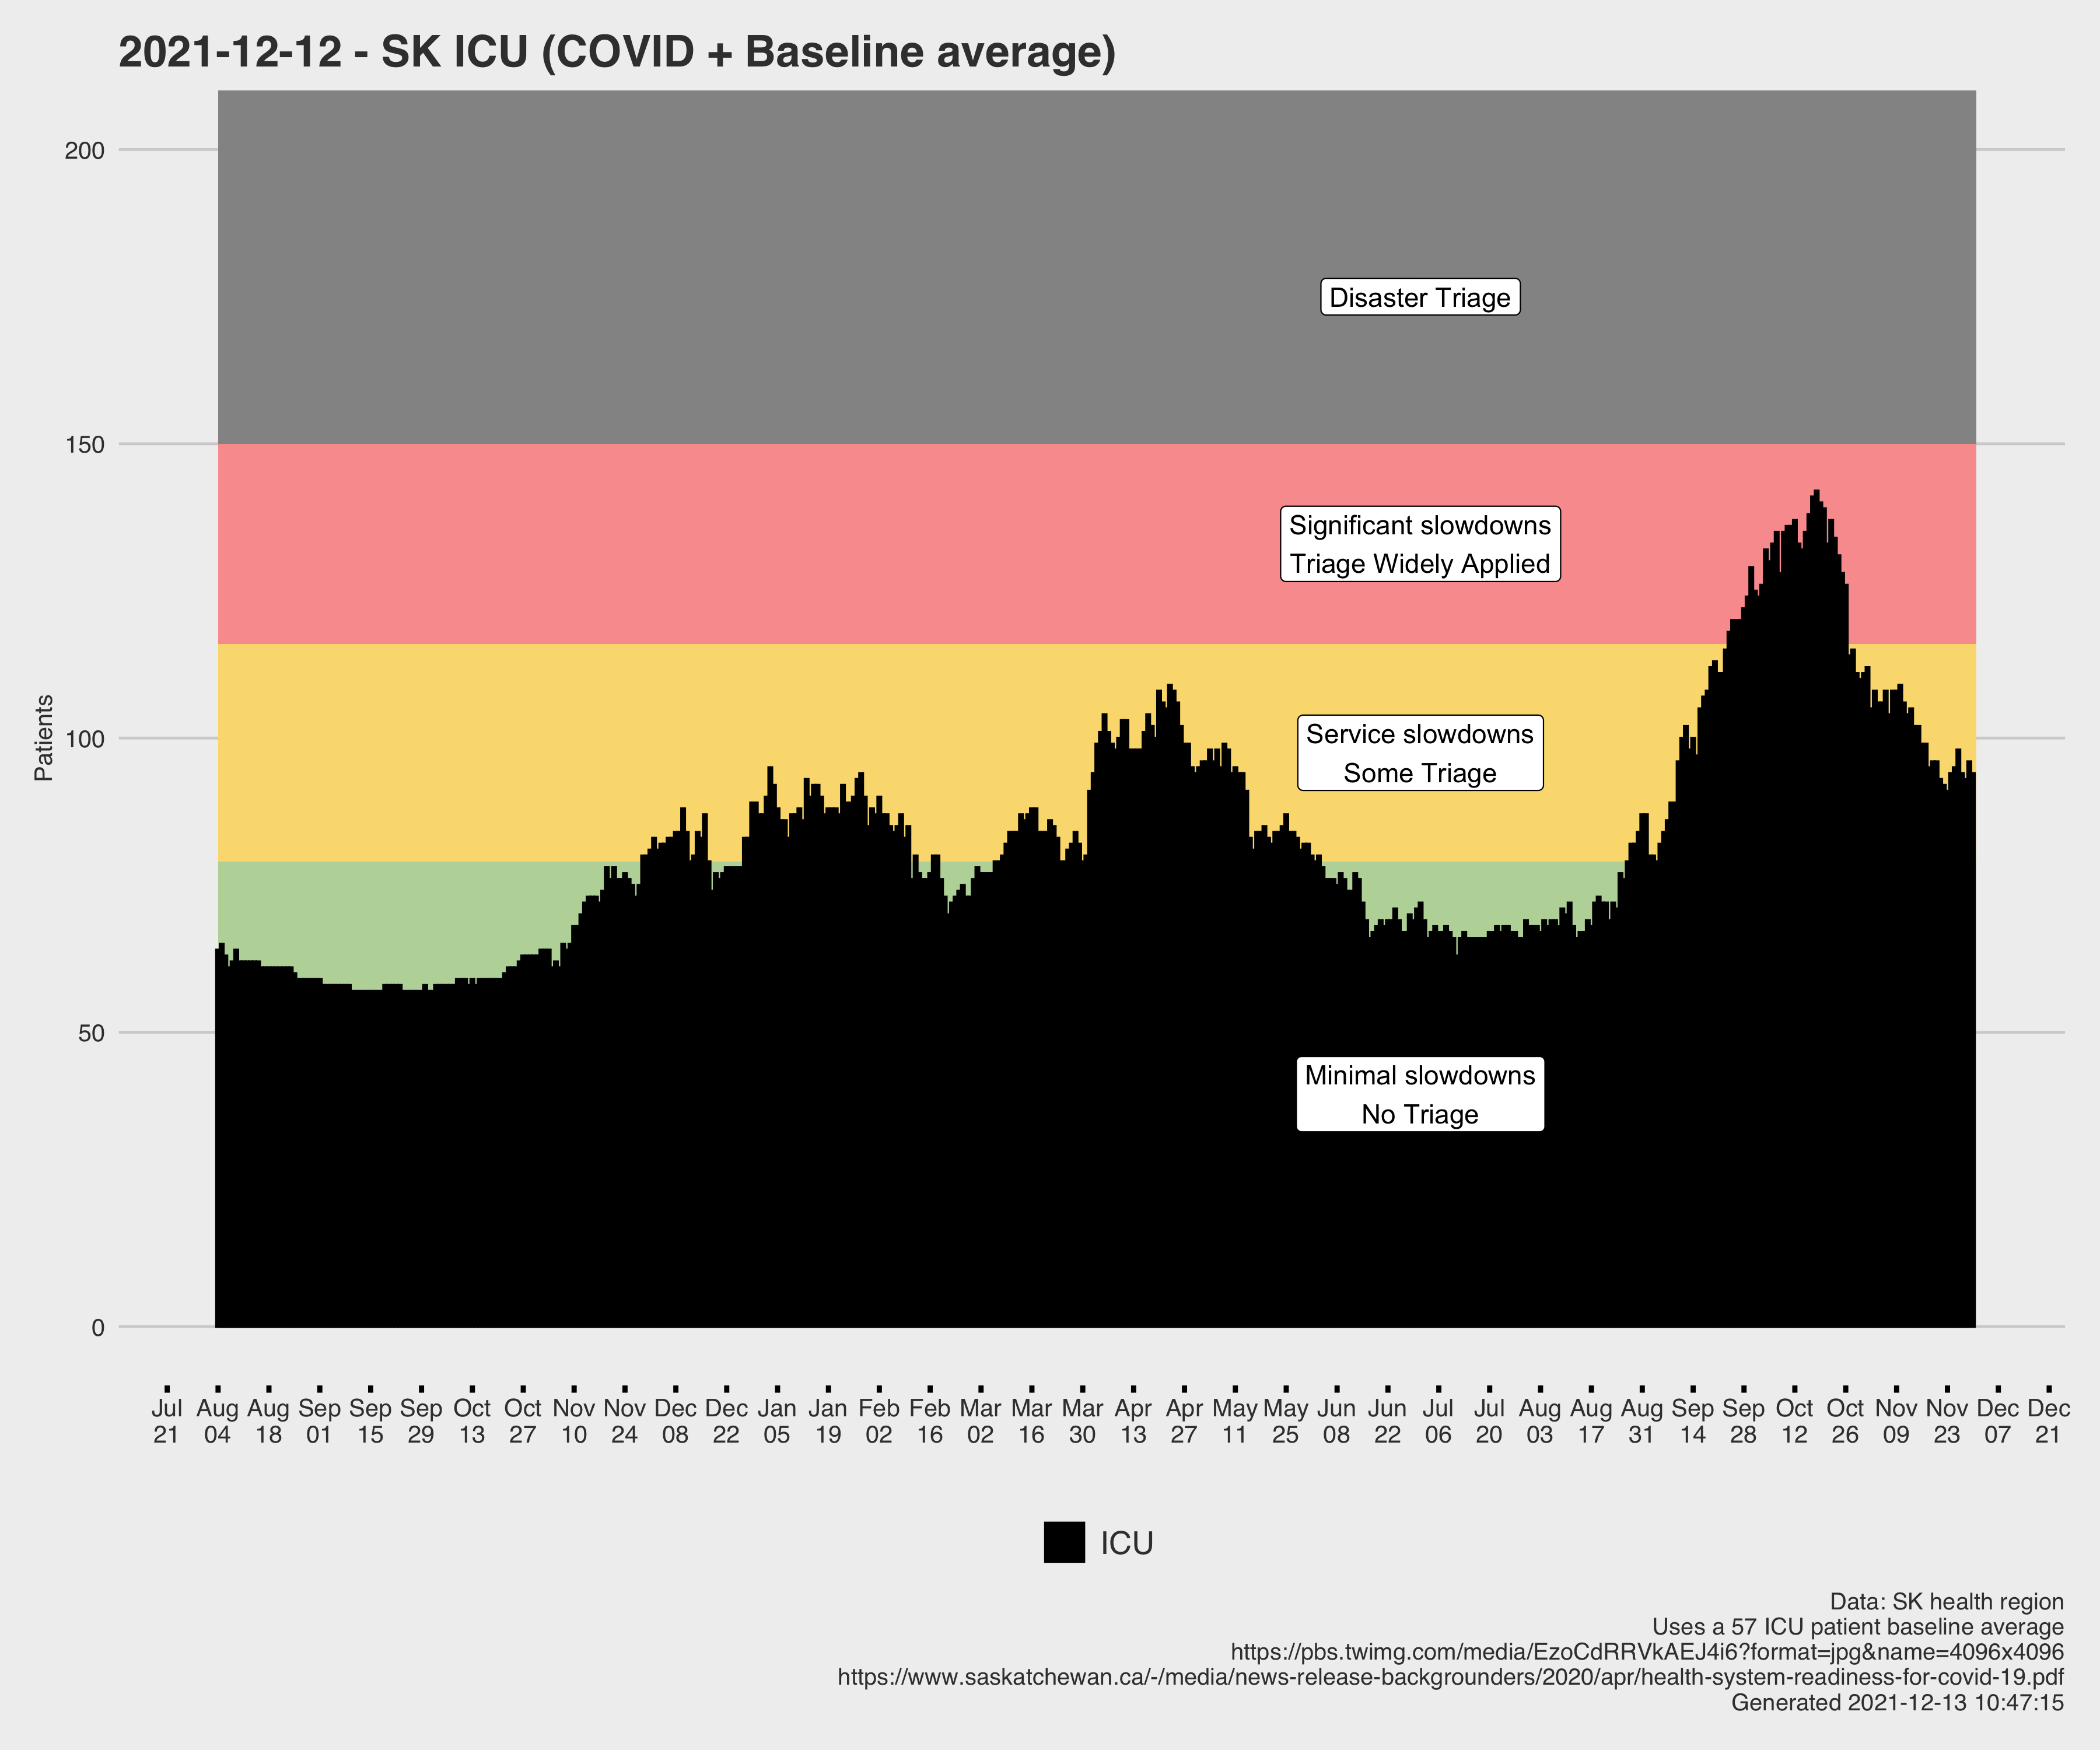 2021-12-12 - SK ICU (COVID + Baseline average)
200
150
100
50
0
Patients
Disaster Triage
Significant slowdowns
Triage Widely Applied
Service slowdowns
Some Triage
Minimal slowdowns
No Triage
Jul Aug Aug Sep Sep Sep Oct Oct Nov Nov Dec Dec Jan Jan Feb Feb Mar Mar Mar Apr Apr May May Jun Jun Jul Jul Aug Aug Aug Sep Sep Oct Oct Nov Nov Dec Dec
21 04 18 01 15 29 13 27 10 24 08 22 05 19 02 16 02 16 30 13 27 11 25 08 22 06 20 03 17 31 14 28 12 26 09 23 07 21
ICU
Data: SK health region
Uses a 57 ICU patient baseline average
https://pbs.twimg.com/media/EzoCdRRVkAEJ4i6?format=jpg&name=4096x4096
https://www.saskatchewan.ca/-/media/news-release-backgrounders/2020/apr/health-system-readiness-for-covid-19.pdf
Generated 2021-12-13 10:47:15